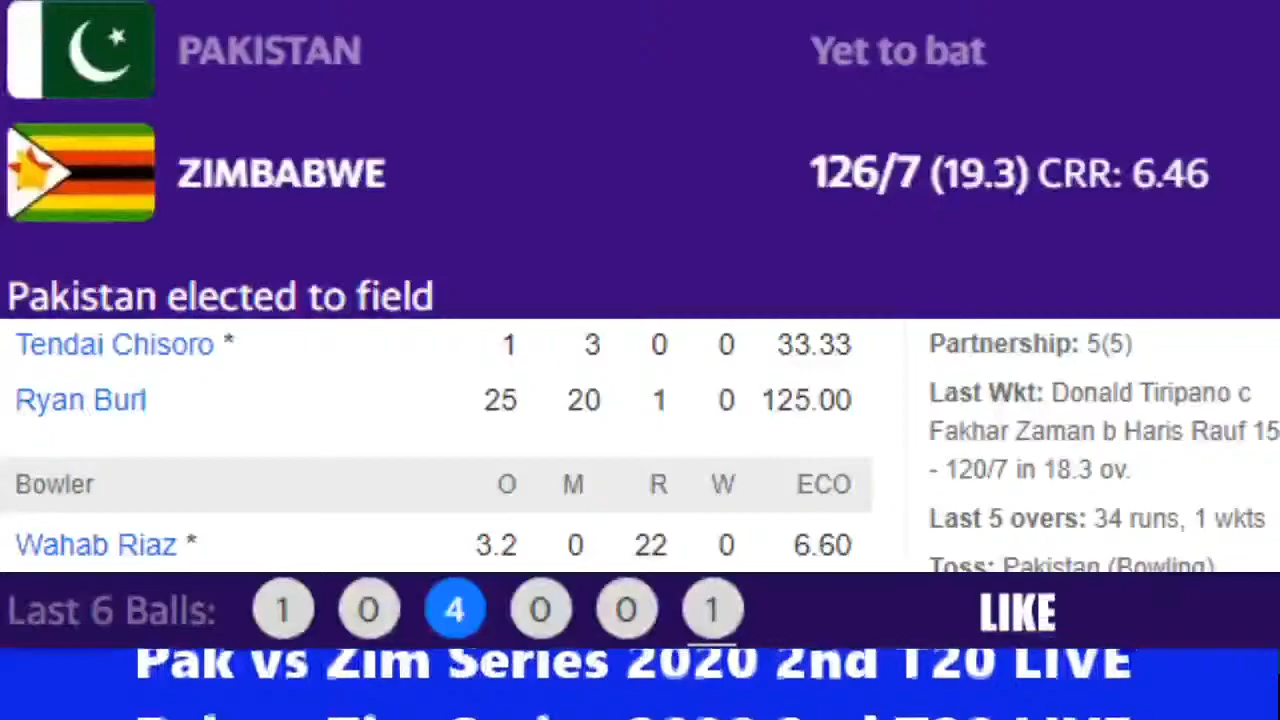 PAKISTAN Yet to bat
ZIMBABWE 126/7 (19.3) CRR: 6.46
Pakistan elected to field
Tendai Chisoro * 1 3 0 0 33.33
Ryan Burl 25 20 1 0 125.00
Bowler O M R W ECO
Wahab Riaz * 3.2 0 22 0 6.60
Partnership: 5(5)
Last Wkt: Donald Tiripano c
Fakhar Zaman b Haris Rauf 15
- 120/7 in 18.3 ov.
Last 5 overs: 34 runs, 1 wkts
Toss: Pakistan (Bowling)
Last 6 Balls: 1 0 4 0 0 1 LIKE
Pak vs Zim Series 2020 2nd T20 LIVE